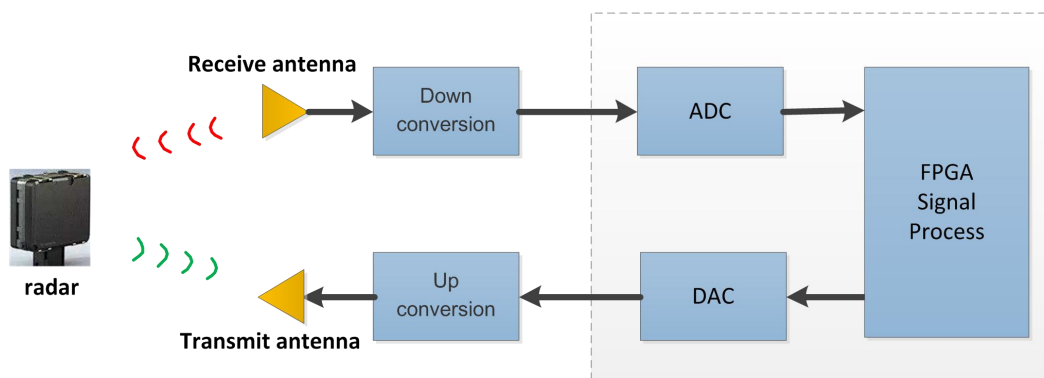 Receive antenna
Down
conversion
ADC
FPGA
Signal
Process
radar
Up
conversion
DAC
Transmit antenna